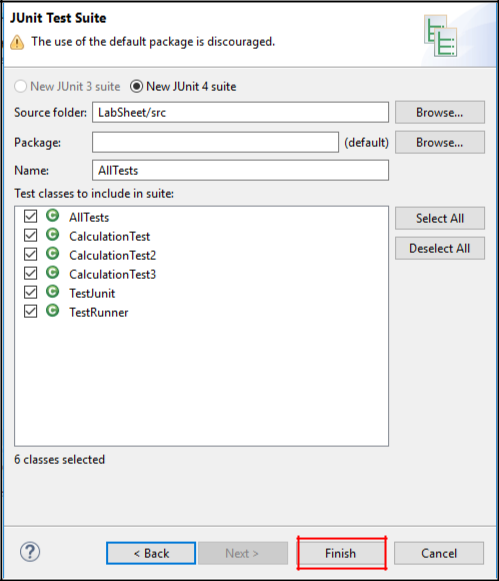 JUnit Test Suite
The use of the default package is discouraged.
New JUnit 3 suite New JUnit 4 suite
Source folder: LabSheet/src Browse...
Package: (default) Browse...
Name: AllTests
Test classes to include in suite:
AllTests Select All
CalculationTest
CalculationTest2 Deselect All
CalculationTest3
TestJunit
TestRunner
6 classes selected
? < Back Next > Finish Cancel